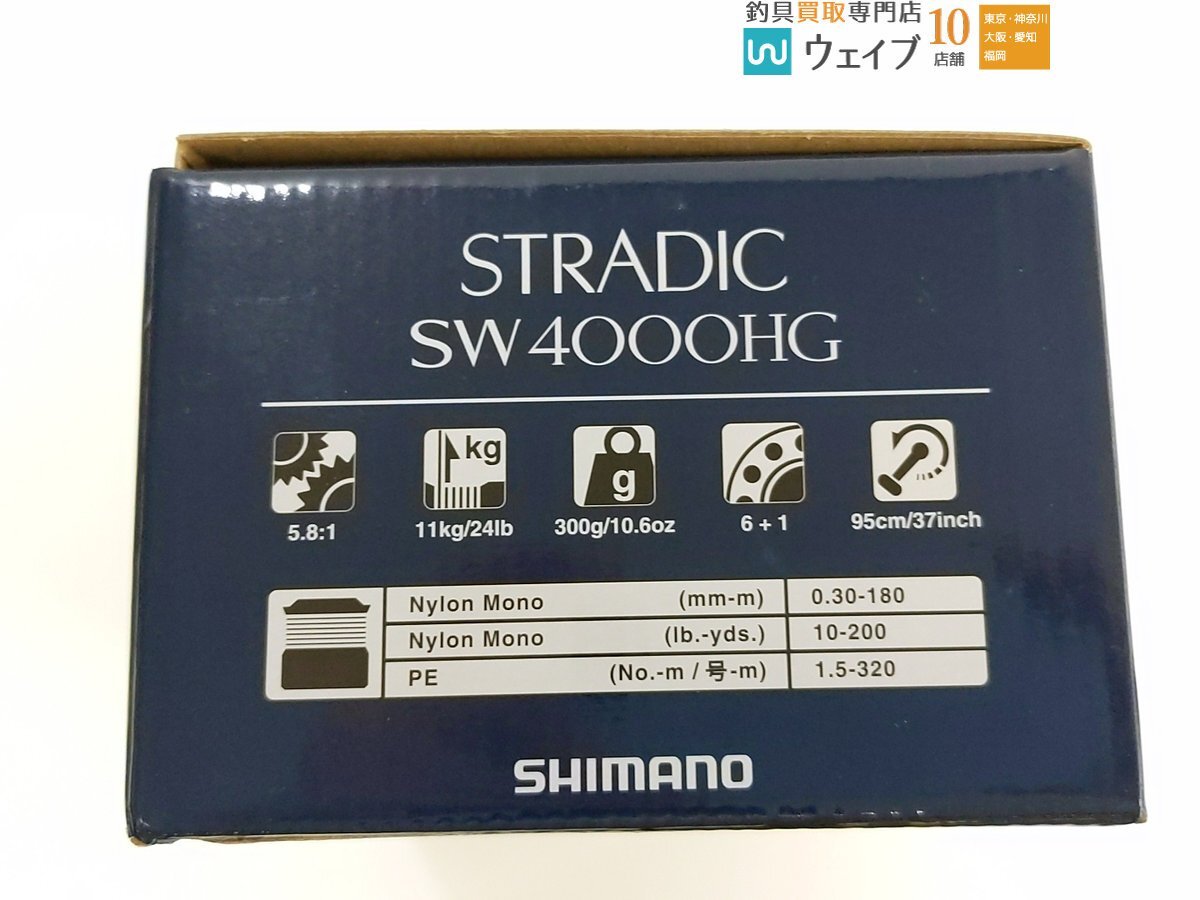 釣具買取専門店
ウェイブ
10
店舗
東京・神奈川
大阪・愛知
福岡
STRADIC
SW4000HG
kg
g
5.8:1
11kg/24lb
300g/10.6oz
6+1
95cm/37inch
Nylon Mono (mm-m) 0.30-180
Nylon Mono (lb.-yds.) 10-200
PE (No.-m / 号-m) 1.5-320
SHIMANO